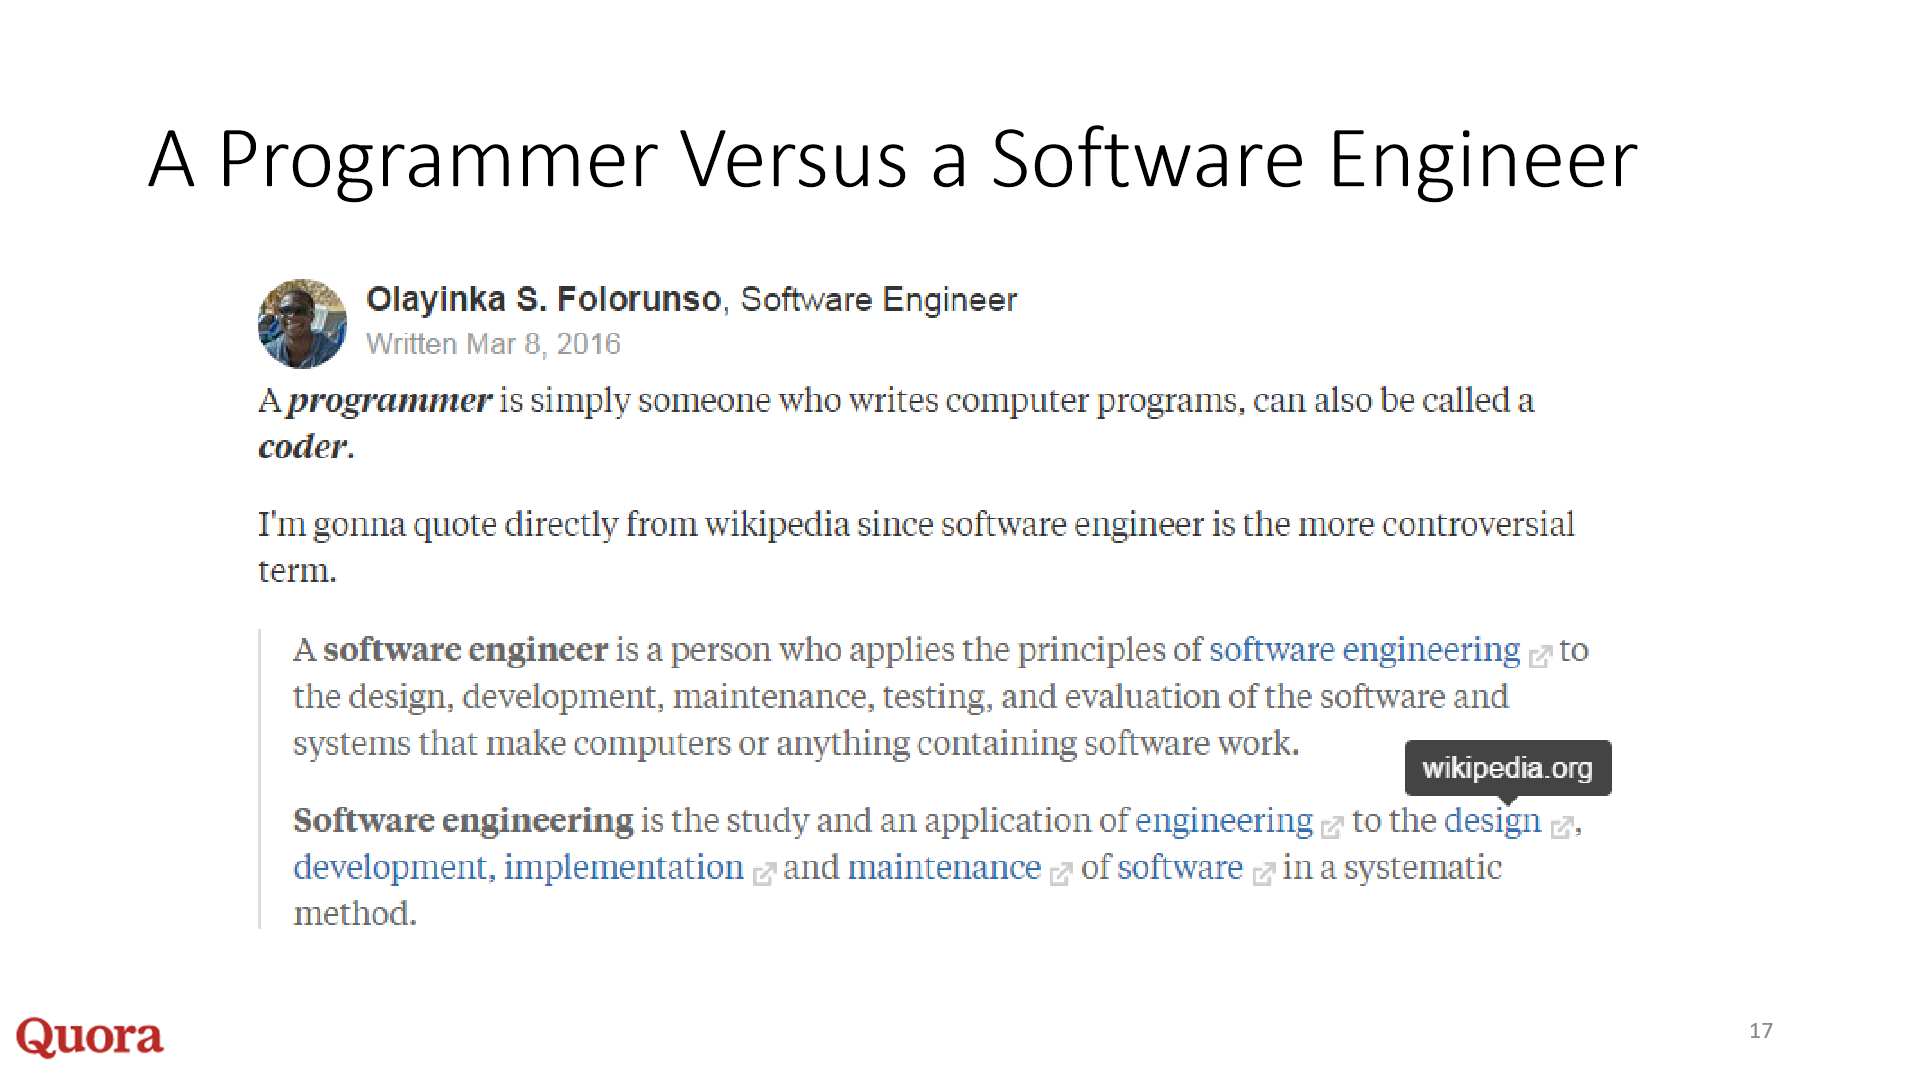 A Programmer Versus a Software Engineer
Olayinka S. Folorunso, Software Engineer
Written Mar 8, 2016
A programmer is simply someone who writes computer programs, can also be called a
coder.
I'm gonna quote directly from wikipedia since software engineer is the more controversial
term.
A software engineer is a person who applies the principles of software engineering to
the design, development, maintenance, testing, and evaluation of the software and
systems that make computers or anything containing software work.
wikipedia.org
Software engineering is the study and an application of engineering to the design,
development, implementation and maintenance of software in a systematic
method.
Quora
17